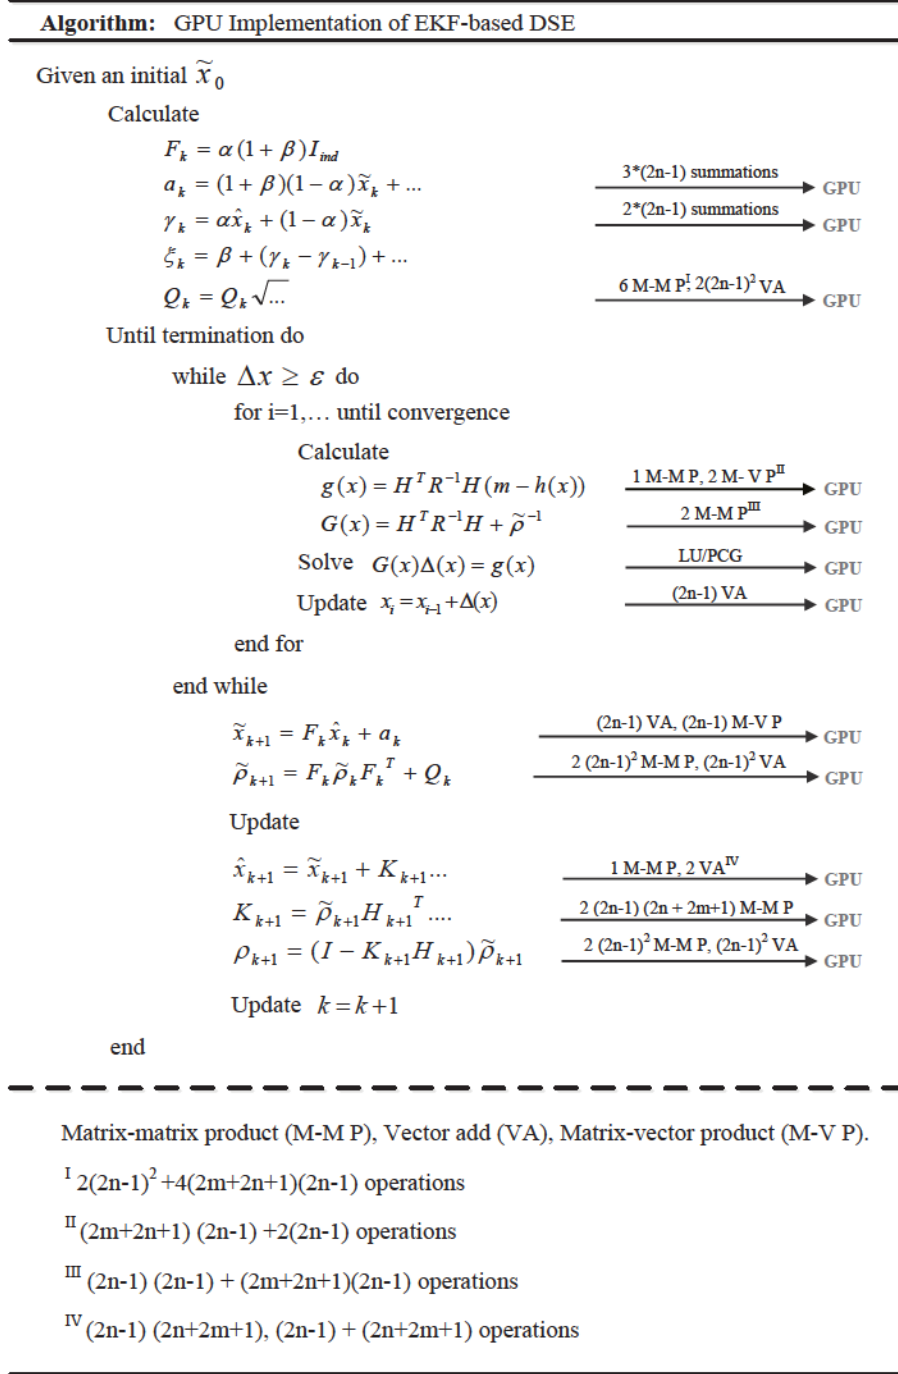 Algorithm: GPU Implementation of EKF-based DSE
Given an initial x̃₀
Calculate
F_k = α(1 + β)I_ind
a_k = (1 + β)(1 − α)x̃_k + ... 3*(2n-1) summations GPU
γ_k = αx̂_k + (1 − α)x̃_k 2*(2n-1) summations GPU
ξ_k = β + (γ_k − γ_{k−1}) + ...
Q_k = Q_k √... 6 M-M P^I; 2(2n-1)² VA GPU
Until termination do
while Δx ≥ ε do
for i=1,… until convergence
Calculate
g(x) = H^T R^{−1} H(m − h(x)) 1 M-M P, 2 M- V P^II GPU
G(x) = H^T R^{−1} H + ρ̃^{−1} 2 M-M P^III GPU
Solve G(x)Δ(x) = g(x) LU/PCG GPU
Update x_i = x_{i−1} + Δ(x) (2n-1) VA GPU
end for
end while
x̃_{k+1} = F_k x̂_k + a_k (2n-1) VA, (2n-1) M-V P GPU
ρ̃_{k+1} = F_k ρ̃_k F_k^T + Q_k 2 (2n-1)² M-M P, (2n-1)² VA GPU
Update
x̂_{k+1} = x̃_{k+1} + K_{k+1}... 1 M-M P, 2 VA^IV GPU
K_{k+1} = ρ̃_{k+1} H_{k+1}^T .... 2 (2n-1) (2n + 2m+1) M-M P GPU
ρ_{k+1} = (I − K_{k+1} H_{k+1}) ρ̃_{k+1} 2 (2n-1)² M-M P, (2n-1)² VA GPU
Update k = k + 1
end
Matrix-matrix product (M-M P), Vector add (VA), Matrix-vector product (M-V P).
^I 2(2n-1)² +4(2m+2n+1)(2n-1) operations
^II (2m+2n+1) (2n-1) +2(2n-1) operations
^III (2n-1) (2n-1) + (2m+2n+1)(2n-1) operations
^IV (2n-1) (2n+2m+1), (2n-1) + (2n+2m+1) operations